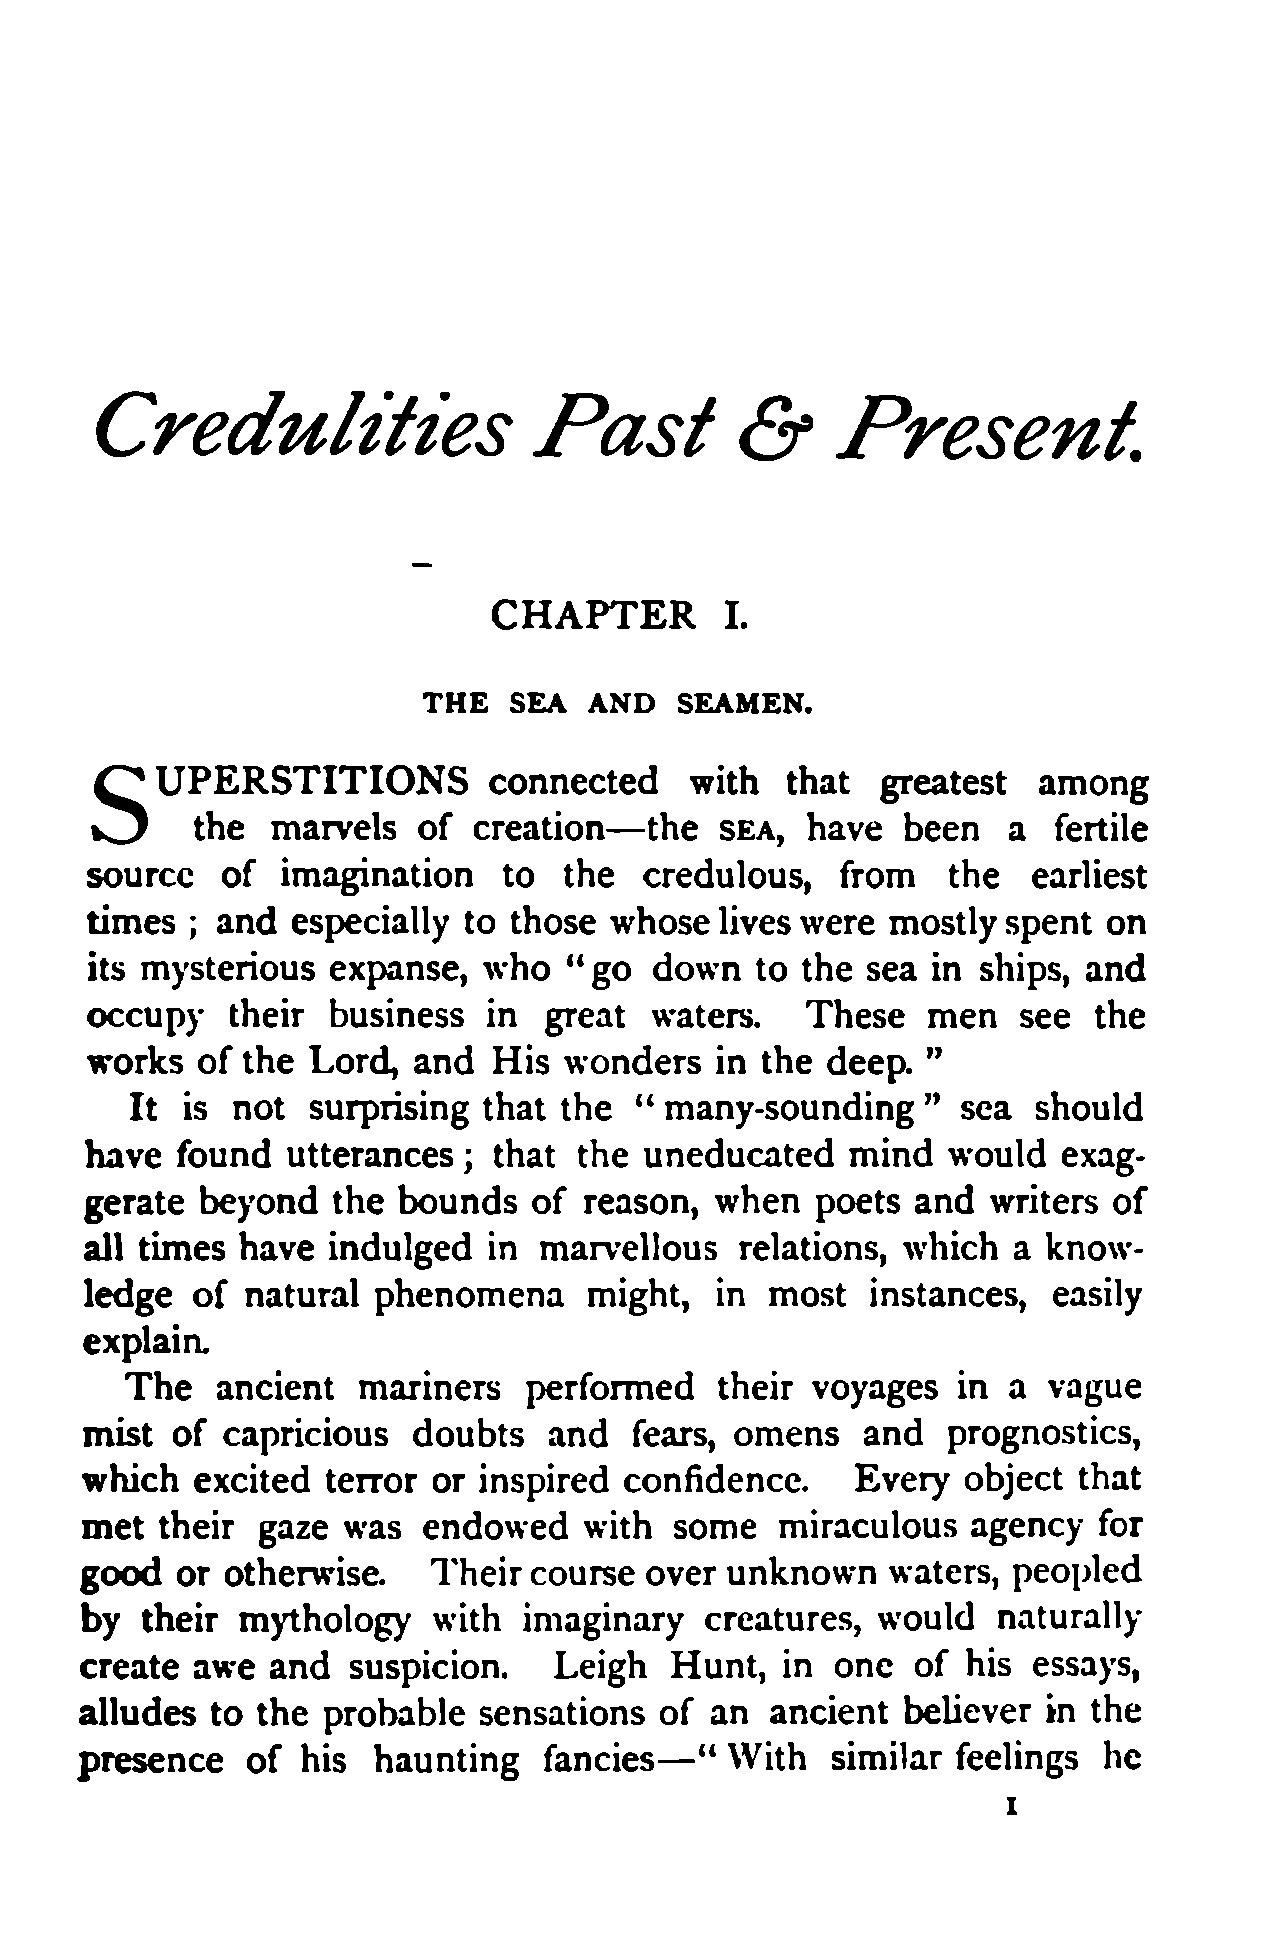 Credulities Past & Present.
CHAPTER I.
THE SEA AND SEAMEN.
SUPERSTITIONS connected with that greatest among
the marvels of creation—the SEA, have been a fertile
source of imagination to the credulous, from the earliest
times ; and especially to those whose lives were mostly spent on
its mysterious expanse, who “ go down to the sea in ships, and
occupy their business in great waters. These men see the
works of the Lord, and His wonders in the deep. ”
It is not surprising that the “ many-sounding ” sea should
have found utterances ; that the uneducated mind would exag-
gerate beyond the bounds of reason, when poets and writers of
all times have indulged in marvellous relations, which a know-
ledge of natural phenomena might, in most instances, easily
explain.
The ancient mariners performed their voyages in a vague
mist of capricious doubts and fears, omens and prognostics,
which excited terror or inspired confidence. Every object that
met their gaze was endowed with some miraculous agency for
good or otherwise. Their course over unknown waters, peopled
by their mythology with imaginary creatures, would naturally
create awe and suspicion. Leigh Hunt, in one of his essays,
alludes to the probable sensations of an ancient believer in the
presence of his haunting fancies—“ With similar feelings he
I